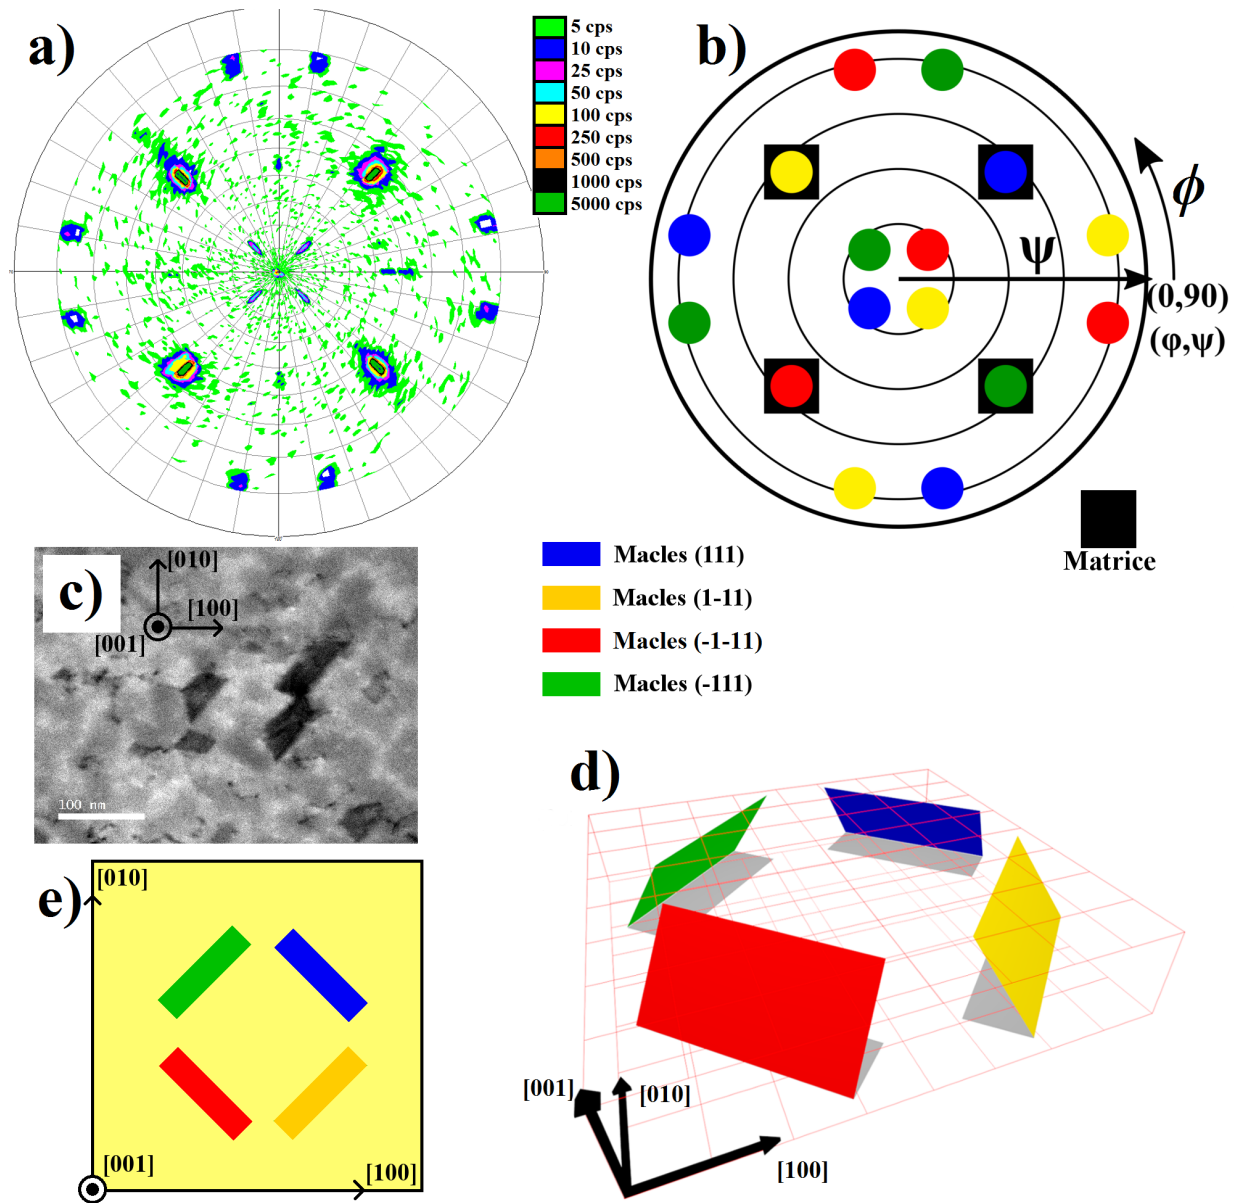 a)
5 cps
10 cps
25 cps
50 cps
100 cps
250 cps
500 cps
1000 cps
5000 cps
b)
ϕ
Ψ
(0,90)
(φ,ψ)
Matrice
c)
[010]
[100]
[001]
100 nm
Macles (111)
Macles (1-11)
Macles (-1-11)
Macles (-111)
d)
[001]
[010]
[100]
e)
[010]
[001]
[100]